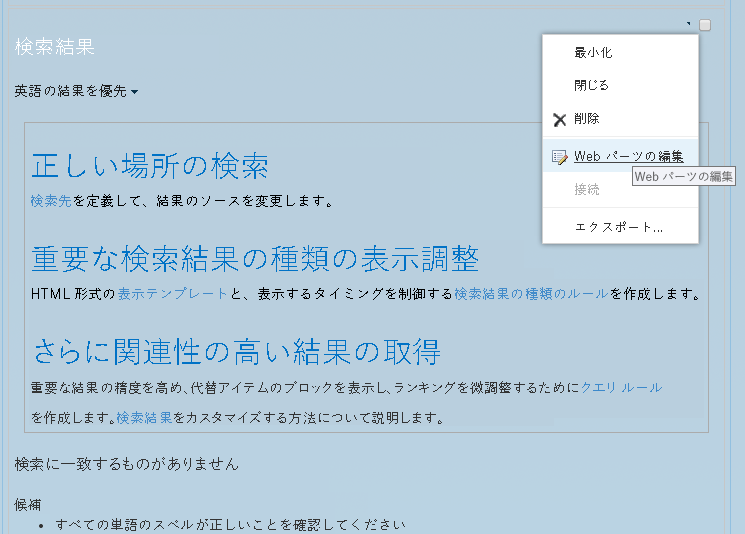 検索結果
英語の結果を優先
最小化
閉じる
削除
Web パーツの編集
Web パーツの編集
接続
エクスポート...
正しい場所の検索
検索先を定義して、結果のソースを変更します。
重要な検索結果の種類の表示調整
HTML 形式の表示テンプレートと、表示するタイミングを制御する検索結果の種類のルールを作成します。
さらに関連性の高い結果の取得
重要な結果の精度を高め、代替アイテムのブロックを表示し、ランキングを微調整するためにクエリ ルール
を作成します。検索結果をカスタマイズする方法について説明します。
検索に一致するものがありません
候補
• すべての単語のスペルが正しいことを確認してください